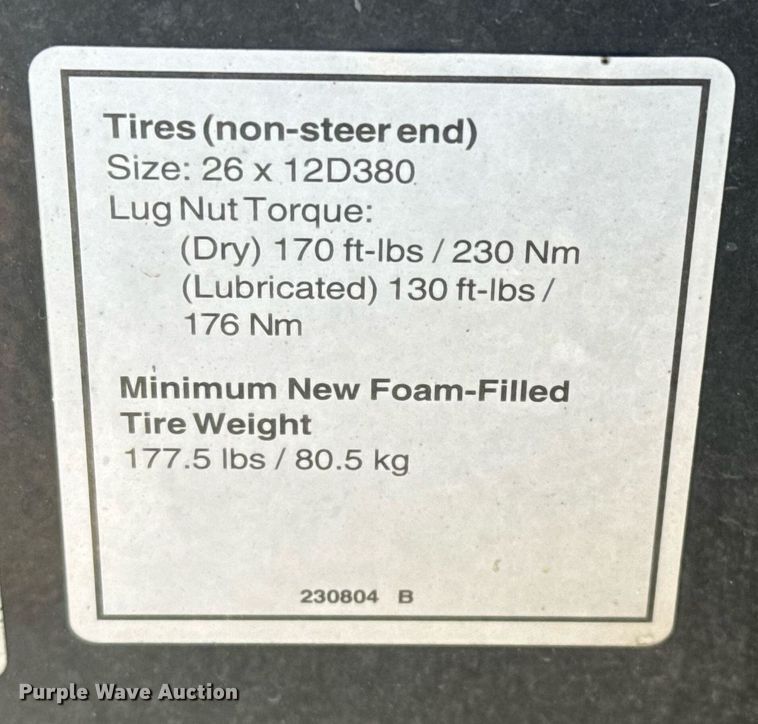 Tires (non-steer end)
Size: 26 x 12D380
Lug Nut Torque:
(Dry) 170 ft-lbs / 230 Nm
(Lubricated) 130 ft-lbs /
176 Nm
Minimum New Foam-Filled
Tire Weight
177.5 lbs / 80.5 kg
230804 B
Purple Wave Auction